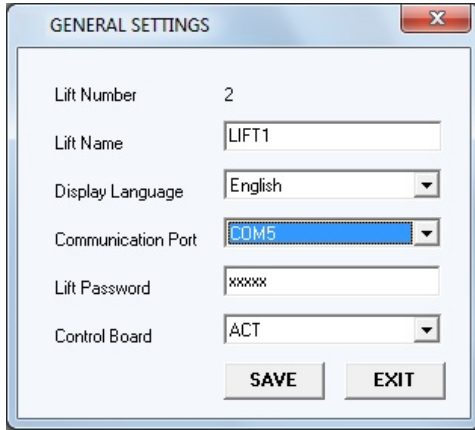 GENERAL SETTINGS
Lift Number 2
Lift Name LIFT1
Display Language English
Communication Port COM5
Lift Password xxxxx
Control Board ACT
SAVE EXIT